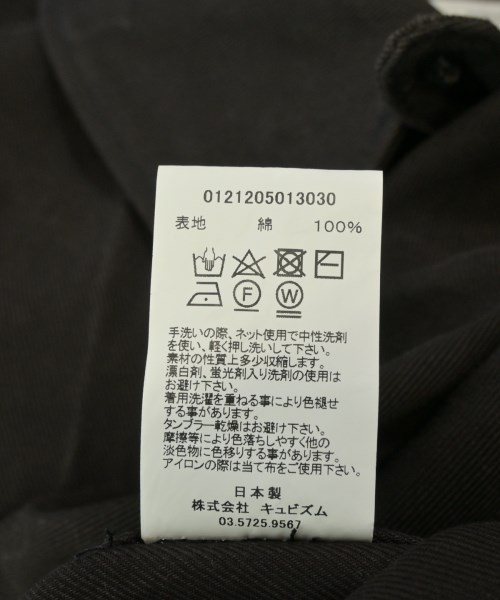 0121205013030
表地 綿 100%
F W
手洗いの際、ネット使用で中性洗剤
を使い、軽く押し洗いして下さい。
素材の性質上多少収縮します。
漂白剤、蛍光剤入り洗剤の使用は
お避け下さい。
着用洗濯を重ねる事により色褪せ
する事があります。
タンブラー乾燥はお避け下さい。
摩擦等により色落ちしやすく他の
淡色物に色移りする事があります。
アイロンの際は当て布をご使用下さい。
日本製
株式会社 キュビズム
03.5725.9567